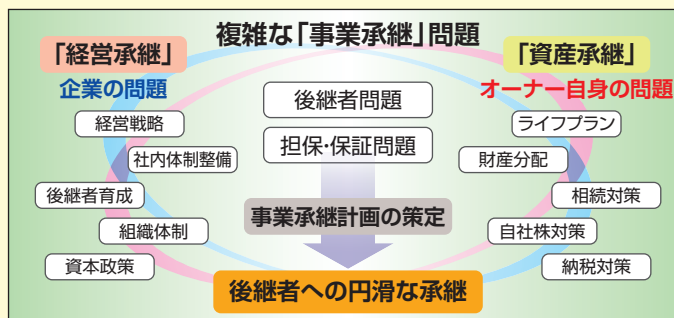 複雑な「事業承継」問題
「経営承継」
企業の問題
経営戦略
社内体制整備
後継者育成
組織体制
資本政策
後継者問題
担保・保証問題
事業承継計画の策定
後継者への円滑な承継
「資産承継」
オーナー自身の問題
ライフプラン
財産分配
相続対策
自社株対策
納税対策